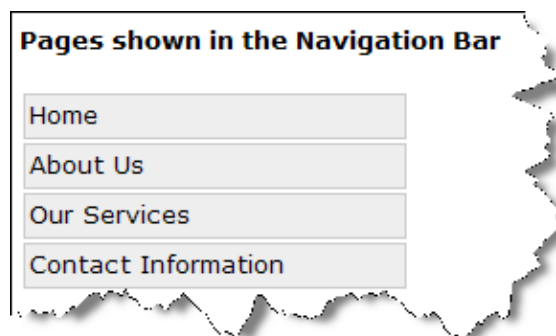 Pages shown in the Navigation Bar
Home
About Us
Our Services
Contact Information